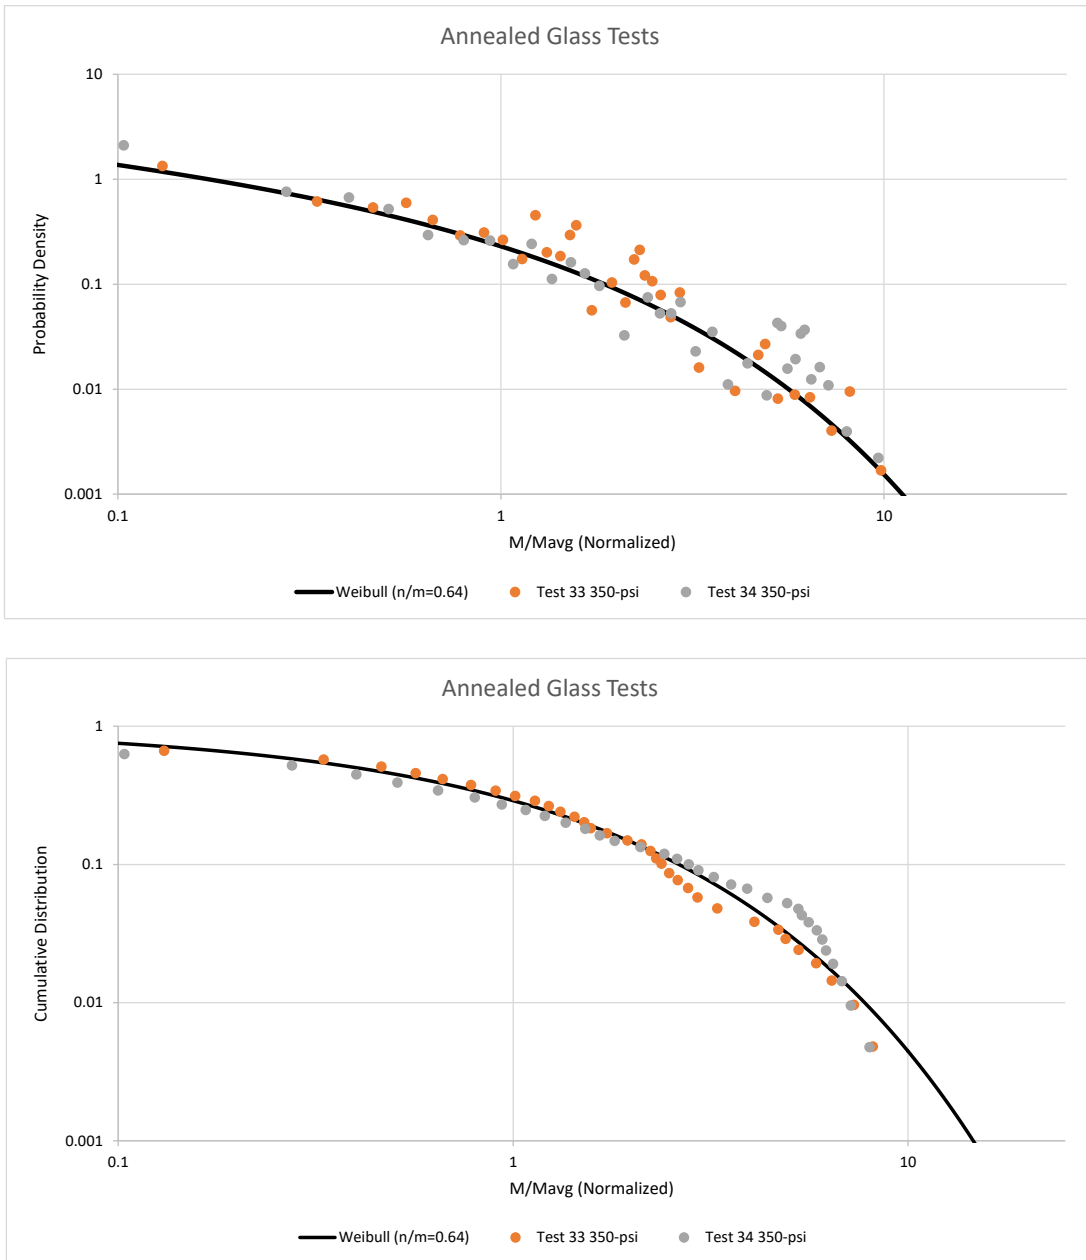 Annealed Glass Tests
10
1
0.1
0.01
0.001
Probability Density
0.1 1 10
M/Mavg (Normalized)
Weibull (n/m=0.64) Test 33 350-psi Test 34 350-psi
Annealed Glass Tests
1
0.1
0.01
0.001
Cumulative Distribution
0.1 1 10
M/Mavg (Normalized)
Weibull (n/m=0.64) Test 33 350-psi Test 34 350-psi